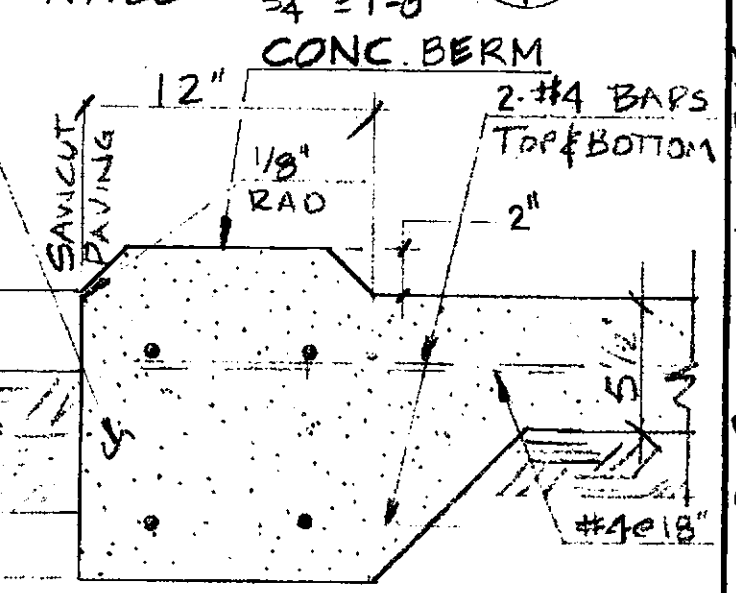 CONC. BERM
12"
2-#4 BARS
TOP & BOTTOM
SAWCUT
PAVING
1/8"
RAD
2"
5 1/2"
#4@18"